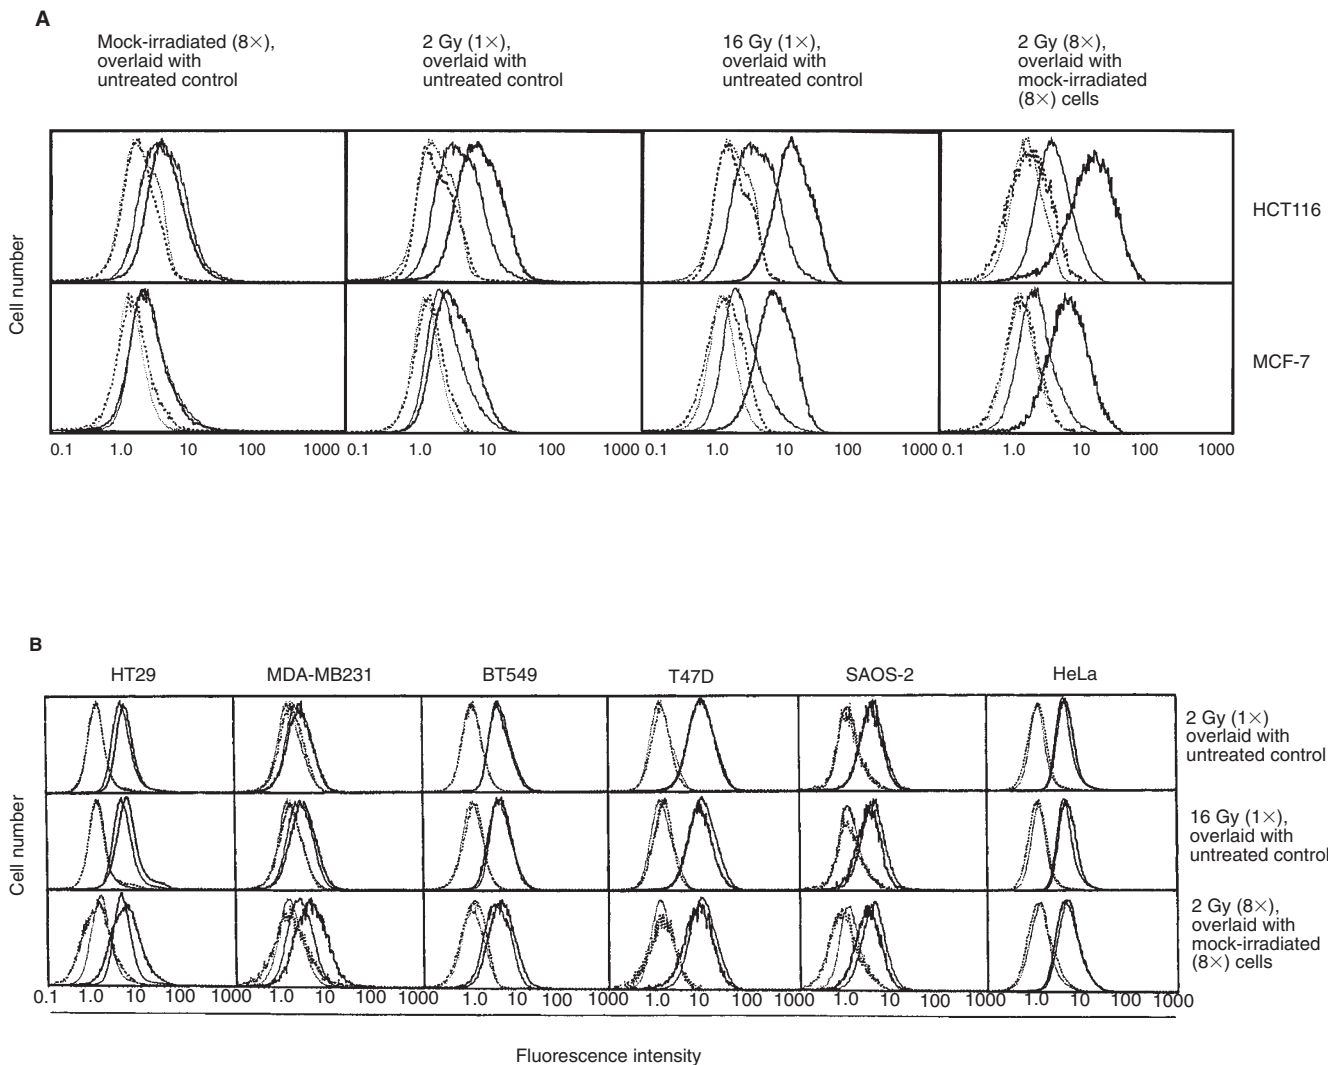 A
Mock-irradiated (8×),
overlaid with
untreated control
2 Gy (1×),
overlaid with
untreated control
16 Gy (1×),
overlaid with
untreated control
2 Gy (8×),
overlaid with
mock-irradiated
(8×) cells
HCT116
MCF-7
Cell number
0.1 1.0 10 100 1000
0.1 1.0 10 100 1000
0.1 1.0 10 100 1000
0.1 1.0 10 100 1000
B
HT29 MDA-MB231 BT549 T47D SAOS-2 HeLa
2 Gy (1×)
overlaid with
untreated control
16 Gy (1×),
overlaid with
untreated control
2 Gy (8×),
overlaid with
mock-irradiated
(8×) cells
Cell number
0.1 1.0 10 100 1000
1.0 10 100 1000
1.0 10 100 1000
1.0 10 100 1000
1.0 10 100 1000
1.0 10 100 1000
Fluorescence intensity